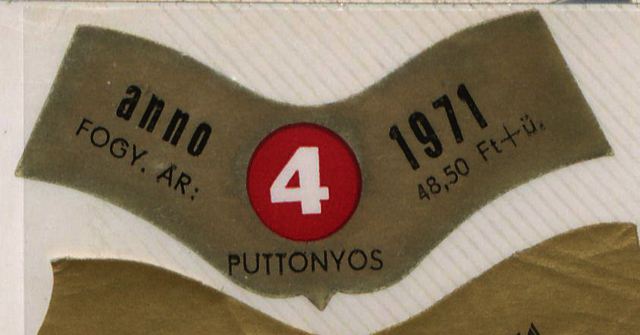 anno 1971
FOGY. ÁR: 48,50 Ft+ü.
4
PUTTONYOS